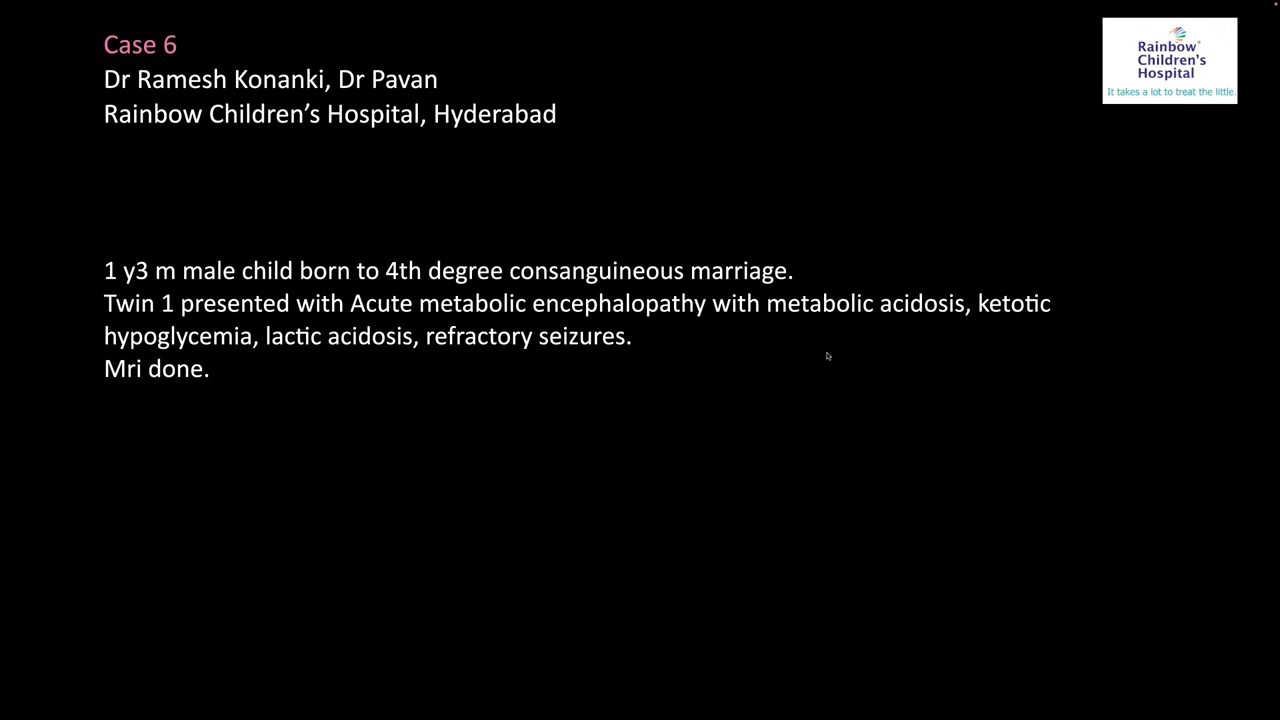 Case 6
Dr Ramesh Konanki, Dr Pavan
Rainbow Children's Hospital, Hyderabad
Rainbow®
Children's
Hospital
It takes a lot to treat the little.
1 y3 m male child born to 4th degree consanguineous marriage.
Twin 1 presented with Acute metabolic encephalopathy with metabolic acidosis, ketotic
hypoglycemia, lactic acidosis, refractory seizures.
Mri done.